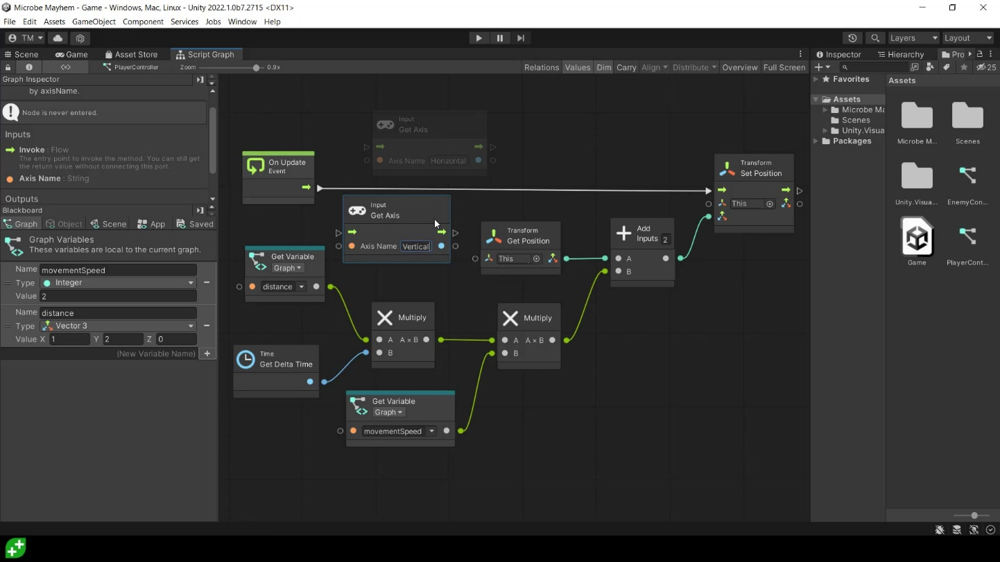 Microbe Mayhem - Game - Windows, Mac, Linux - Unity 2022.1.0b7.2715 <DX11>
File Edit Assets GameObject Component Services Jobs Window Help
TM
Layers
Layout
Scene
Game
Asset Store
Script Graph
Inspector
Hierarchy
Pro
PlayerController
Zoom
0.9x
Relations Values Dim Carry Align Distribute Overview Full Screen
25
Graph Inspector
by axisName.
Node is never entered.
Inputs
Invoke : Flow
The entry point to invoke the method. You can still get
the return value without connecting this port.
Axis Name : String
Outputs
Blackboard
Graph Object Scene App Saved
Graph Variables
These variables are local to the current graph.
Name movementSpeed
Type Integer
Value 2
Name distance
Type Vector 3
Value X 1 Y 2 Z 0
(New Variable Name) +
Input
Get Axis
Axis Name Horizontal
On Update
Event
Input
Get Axis
Axis Name Vertical
Transform
Set Position
This
Transform
Get Position
This
Add
Inputs 2
A
B
Get Variable
Graph
distance
Multiply
A A × B
B
Multiply
A A × B
B
Time
Get Delta Time
Get Variable
Graph
movementSpeed
Favorites
Assets
Microbe Ma
Scenes
Unity.Visua
Packages
Assets
Microbe M...
Scenes
Unity.Visua...
EnemyCon...
Game
PlayerCont...